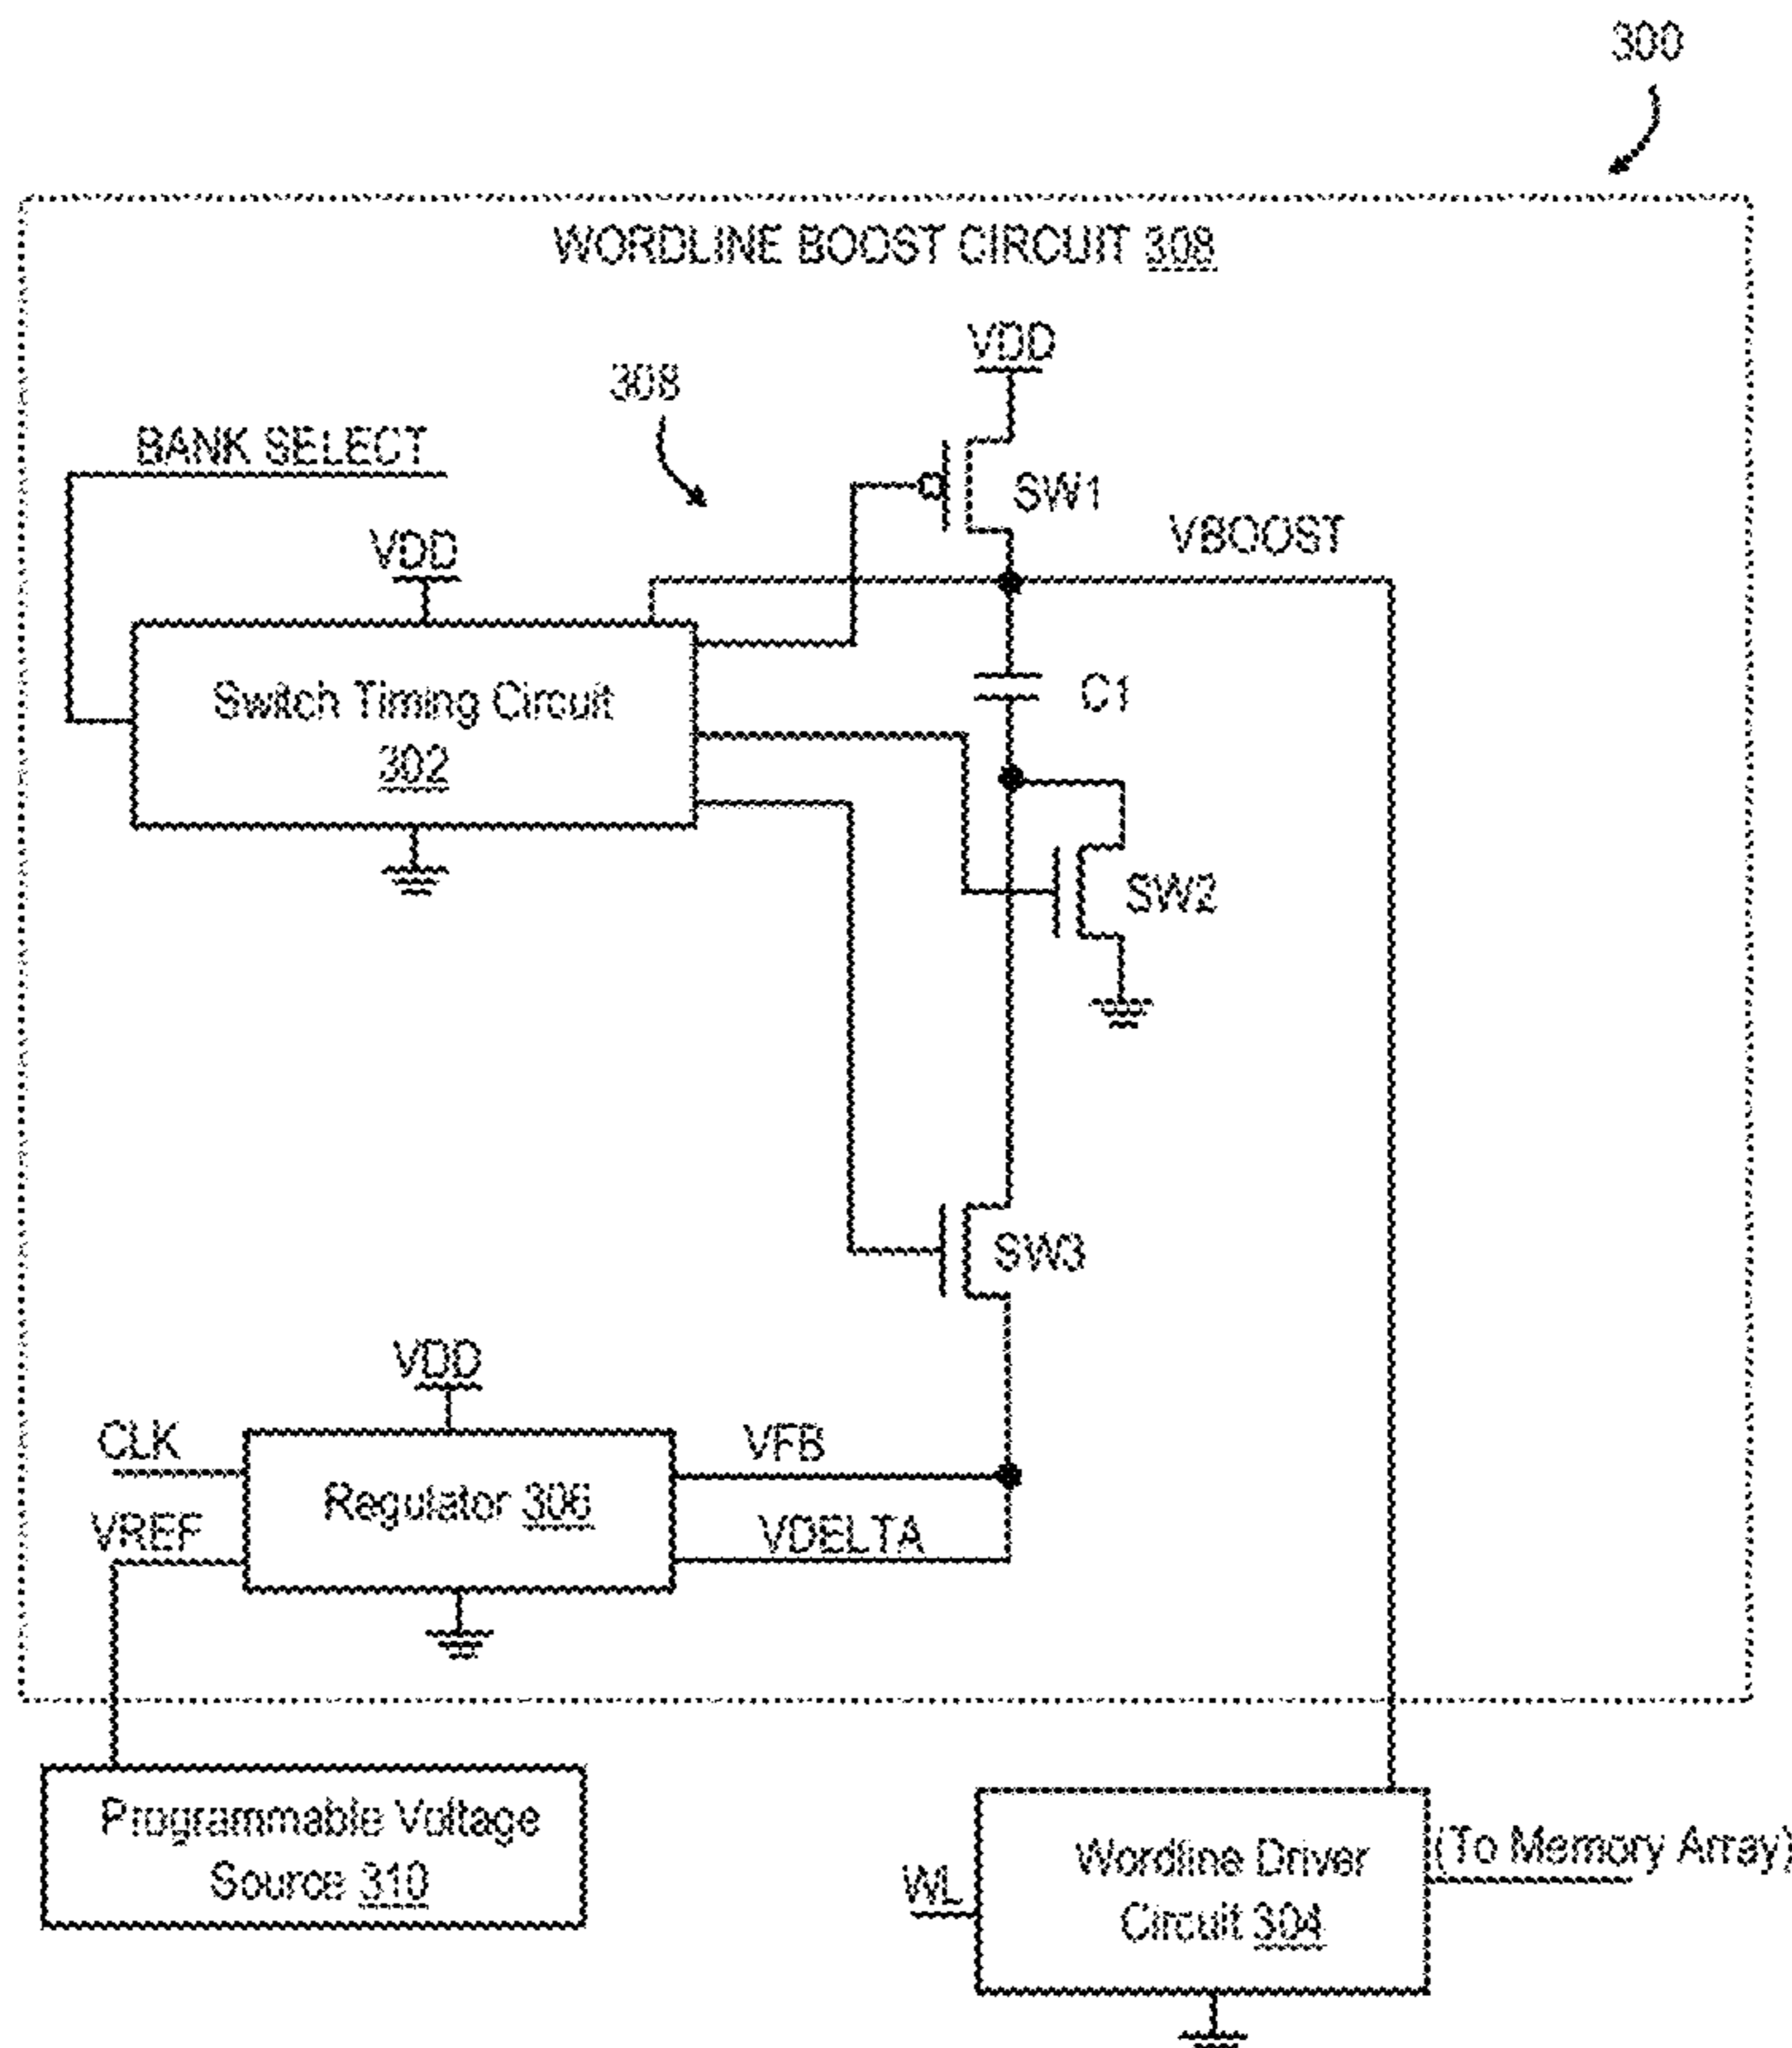 300
WORDLINE BOOST CIRCUIT 308
VDD
308
BANK SELECT
SW1
VBOOST
VDD
Switch Timing Circuit
302
C1
SW2
SW3
VDD
CLK
VFB
Regulator 306
VREF
VDELTA
Programmable Voltage
Source 310
WL
Wordline Driver
Circuit 304
(To Memory Array)